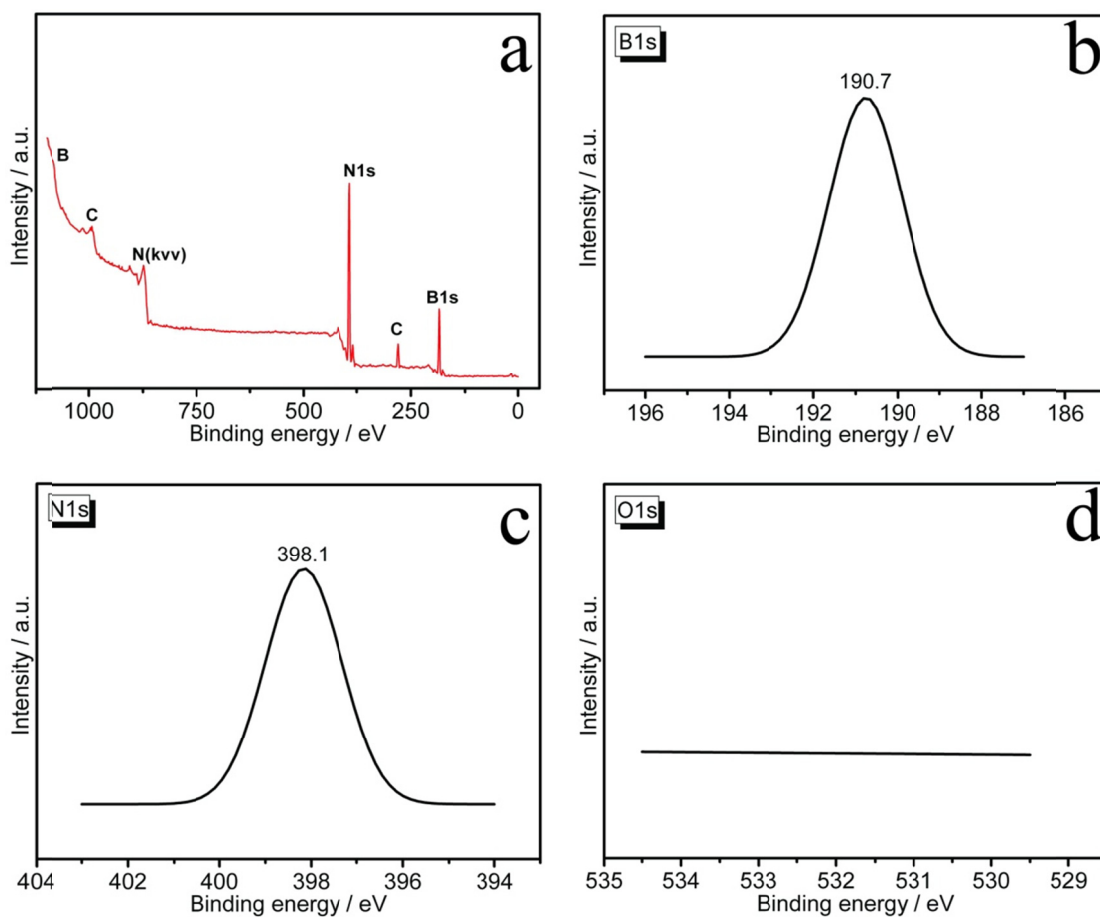 a
Intensity / a.u.
B
C
N(kvv)
N1s
C
B1s
1000 750 500 250 0
Binding energy / eV
b
B1s
190.7
Intensity / a.u.
196 194 192 190 188 186
Binding energy / eV
c
N1s
398.1
Intensity / a.u.
404 402 400 398 396 394
Binding energy / eV
d
O1s
Intensity / a.u.
535 534 533 532 531 530 529
Binding energy / eV